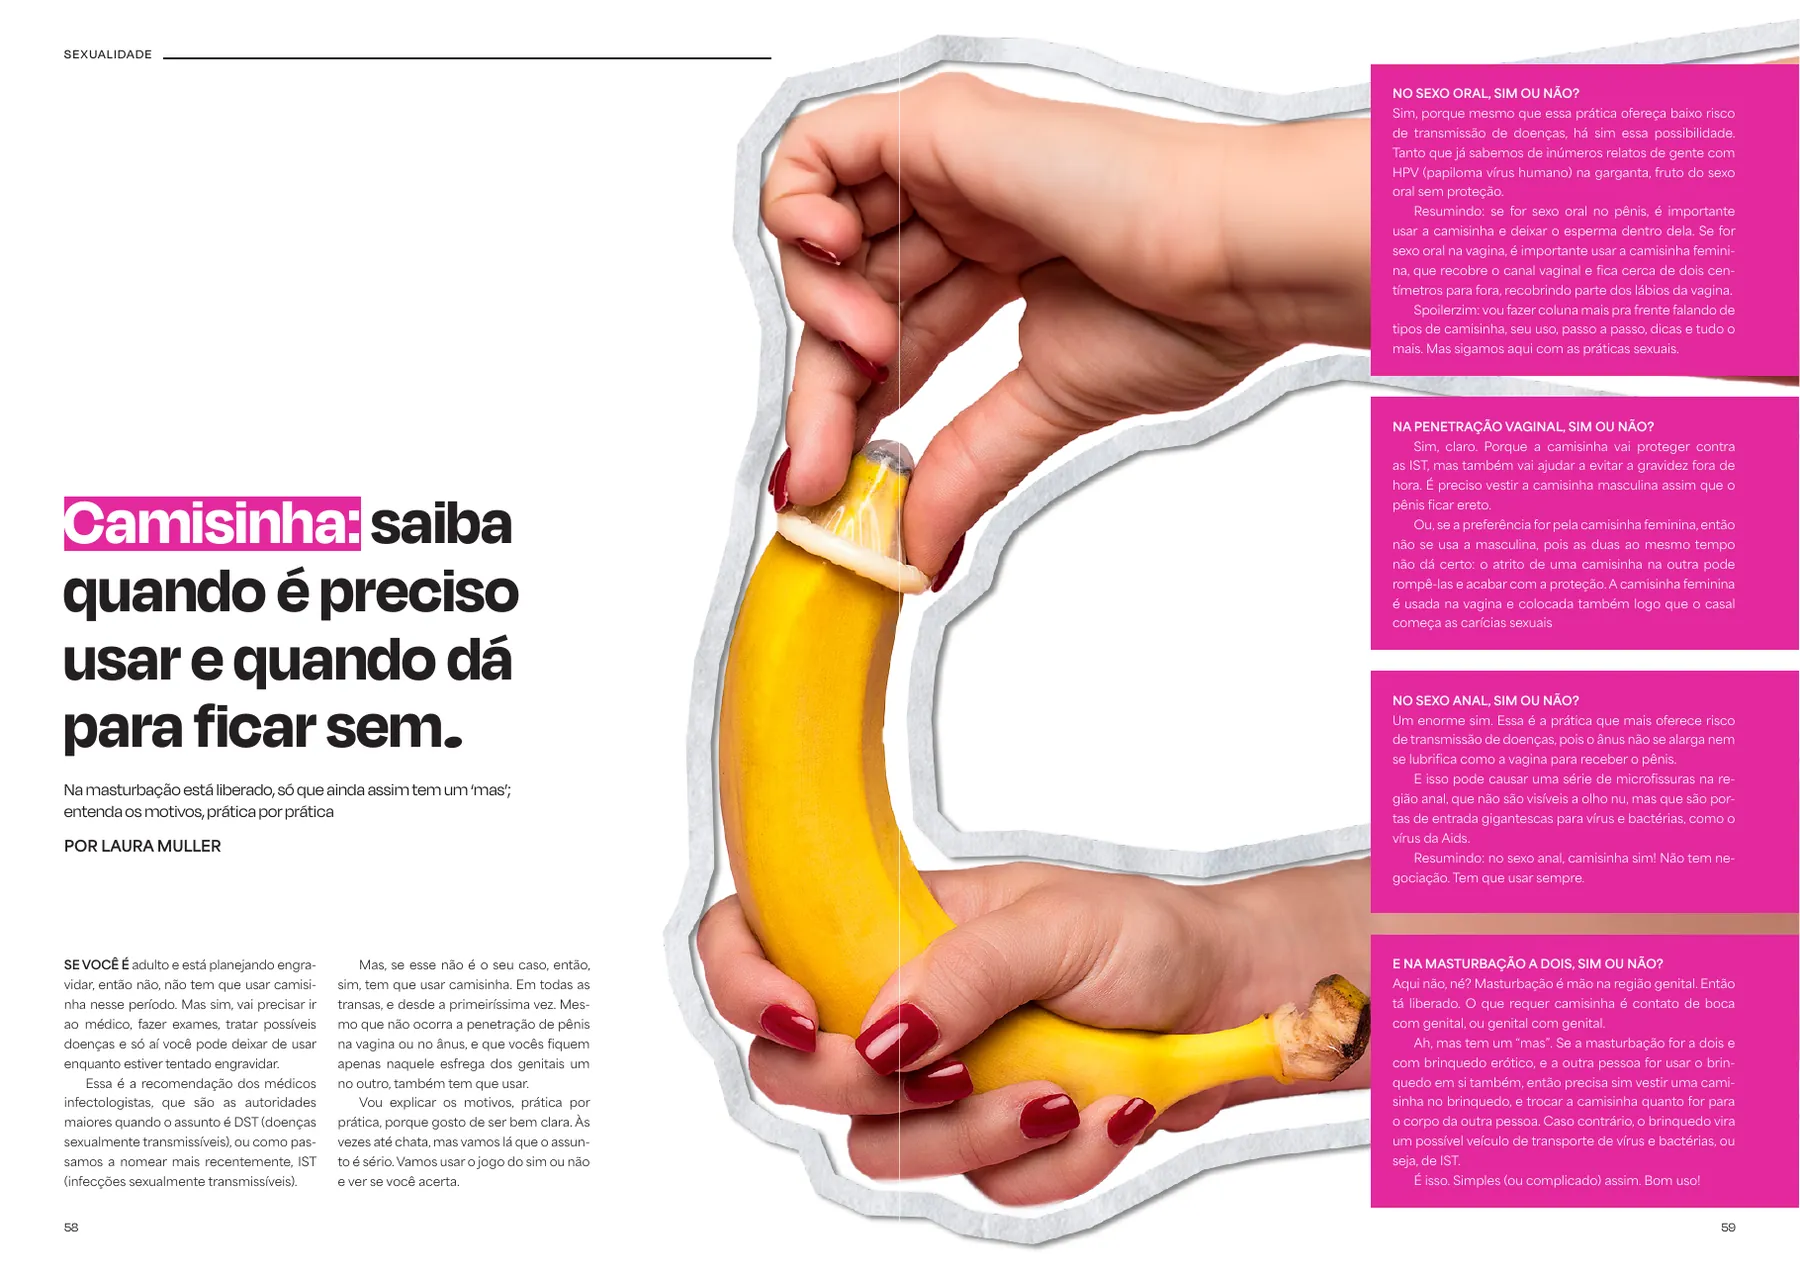 SEXUALIDADE
Camisinha: saiba
quando é preciso
usar e quando dá
para ficar sem.
Na masturbação está liberado, só que ainda assim tem um ‘mas’;
entenda os motivos, prática por prática
POR LAURA MULLER
SE VOCÊ É adulto e está planejando engra-
vidar, então não, não tem que usar camisi-
nha nesse período. Mas sim, vai precisar ir
ao médico, fazer exames, tratar possíveis
doenças e só aí você pode deixar de usar
enquanto estiver tentado engravidar.
Essa é a recomendação dos médicos
infectologistas, que são as autoridades
maiores quando o assunto é DST (doenças
sexualmente transmissíveis), ou como pas-
samos a nomear mais recentemente, IST
(infecções sexualmente transmissíveis).
Mas, se esse não é o seu caso, então,
sim, tem que usar camisinha. Em todas as
transas, e desde a primeiríssima vez. Mes-
mo que não ocorra a penetração de pênis
na vagina ou no ânus, e que vocês fiquem
apenas naquele esfrega dos genitais um
no outro, também tem que usar.
Vou explicar os motivos, prática por
prática, porque gosto de ser bem clara. Às
vezes até chata, mas vamos lá que o assun-
to é sério. Vamos usar o jogo do sim ou não
e ver se você acerta.
58
NO SEXO ORAL, SIM OU NÃO?
Sim, porque mesmo que essa prática ofereça baixo risco
de transmissão de doenças, há sim essa possibilidade.
Tanto que já sabemos de inúmeros relatos de gente com
HPV (papiloma vírus humano) na garganta, fruto do sexo
oral sem proteção.
Resumindo: se for sexo oral no pênis, é importante
usar a camisinha e deixar o esperma dentro dela. Se for
sexo oral na vagina, é importante usar a camisinha femini-
na, que recobre o canal vaginal e fica cerca de dois cen-
tímetros para fora, recobrindo parte dos lábios da vagina.
Spoilerzim: vou fazer coluna mais pra frente falando de
tipos de camisinha, seu uso, passo a passo, dicas e tudo o
mais. Mas sigamos aqui com as práticas sexuais.
NA PENETRAÇÃO VAGINAL, SIM OU NÃO?
Sim, claro. Porque a camisinha vai proteger contra
as IST, mas também vai ajudar a evitar a gravidez fora de
hora. É preciso vestir a camisinha masculina assim que o
pênis ficar ereto.
Ou, se a preferência for pela camisinha feminina, então
não se usa a masculina, pois as duas ao mesmo tempo
não dá certo: o atrito de uma camisinha na outra pode
rompê-las e acabar com a proteção. A camisinha feminina
é usada na vagina e colocada também logo que o casal
começa as carícias sexuais
NO SEXO ANAL, SIM OU NÃO?
Um enorme sim. Essa é a prática que mais oferece risco
de transmissão de doenças, pois o ânus não se alarga nem
se lubrifica como a vagina para receber o pênis.
E isso pode causar uma série de microfissuras na re-
gião anal, que não são visíveis a olho nu, mas que são por-
tas de entrada gigantescas para vírus e bactérias, como o
vírus da Aids.
Resumindo: no sexo anal, camisinha sim! Não tem ne-
gociação. Tem que usar sempre.
E NA MASTURBAÇÃO A DOIS, SIM OU NÃO?
Aqui não, né? Masturbação é mão na região genital. Então
tá liberado. O que requer camisinha é contato de boca
com genital, ou genital com genital.
Ah, mas tem um “mas”. Se a masturbação for a dois e
com brinquedo erótico, e a outra pessoa for usar o brin-
quedo em si também, então precisa sim vestir uma cami-
sinha no brinquedo, e trocar a camisinha quanto for para
o corpo da outra pessoa. Caso contrário, o brinquedo vira
um possível veículo de transporte de vírus e bactérias, ou
seja, de IST.
É isso. Simples (ou complicado) assim. Bom uso!
59